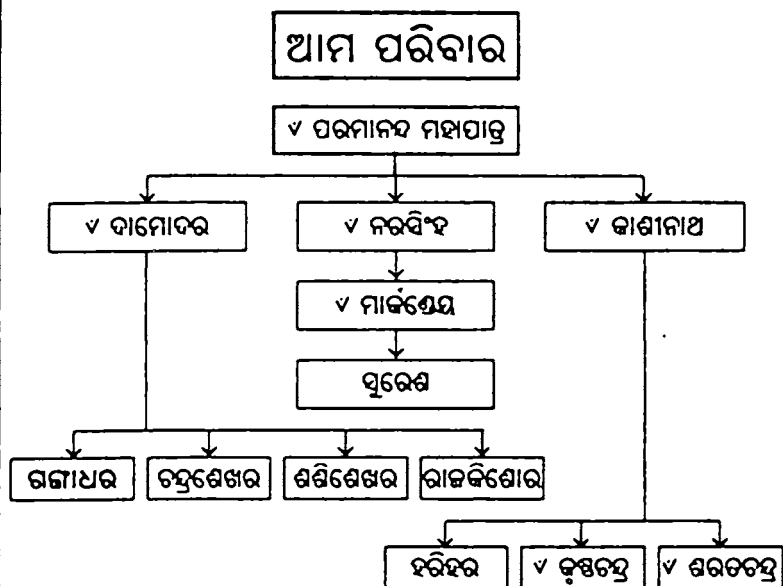 ଆମ ପରିବାର
ଁ ପରମାନନ୍ଦ ମହାପାତ୍ର
ଁ ଦାମୋଦର ଁ ନରସିଂହ ଁ କାଶୀନାଥ
ଁ ମାର୍କଣ୍ଡେୟ
ସୁରେଶ
ଗଙ୍ଗାଧର ଚନ୍ଦ୍ରଶେଖର ଶଶିଶେଖର ରାଜକିଶୋର
ହରିହର ଁ କୃଷ୍ଣଚନ୍ଦ୍ର ଁ ଶରତଚନ୍ଦ୍ର